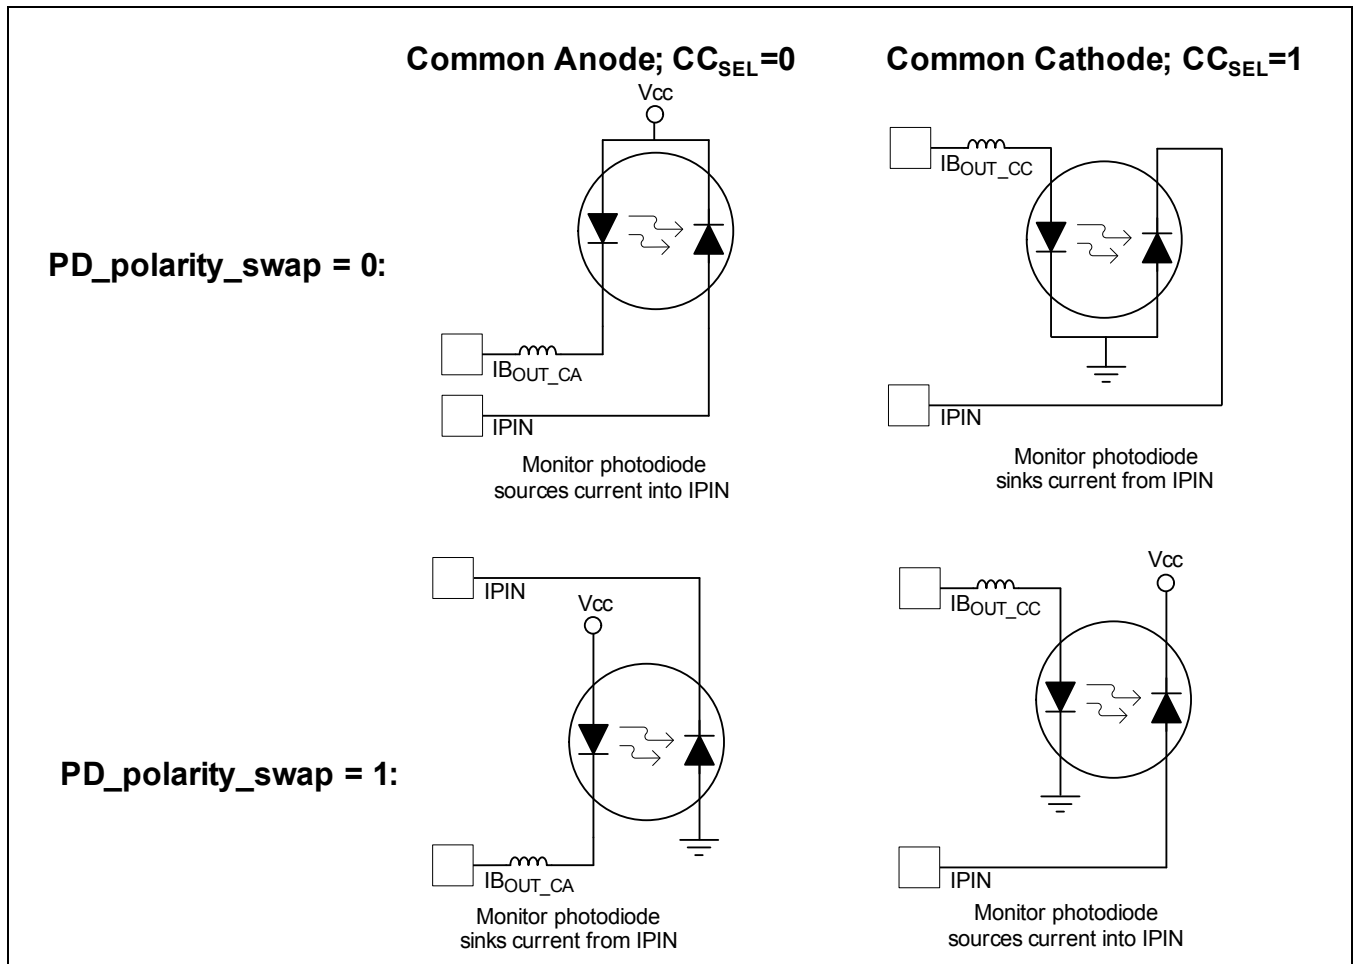 Common Anode; CCSEL=0
Common Cathode; CCSEL=1
PD_polarity_swap = 0:
Vcc
IBOUT_CA
IPIN
Monitor photodiode
sources current into IPIN
IBOUT_CC
IPIN
Monitor photodiode
sinks current from IPIN
PD_polarity_swap = 1:
IPIN
Vcc
IBOUT_CA
Monitor photodiode
sinks current from IPIN
Vcc
IBOUT_CC
IPIN
Monitor photodiode
sources current into IPIN